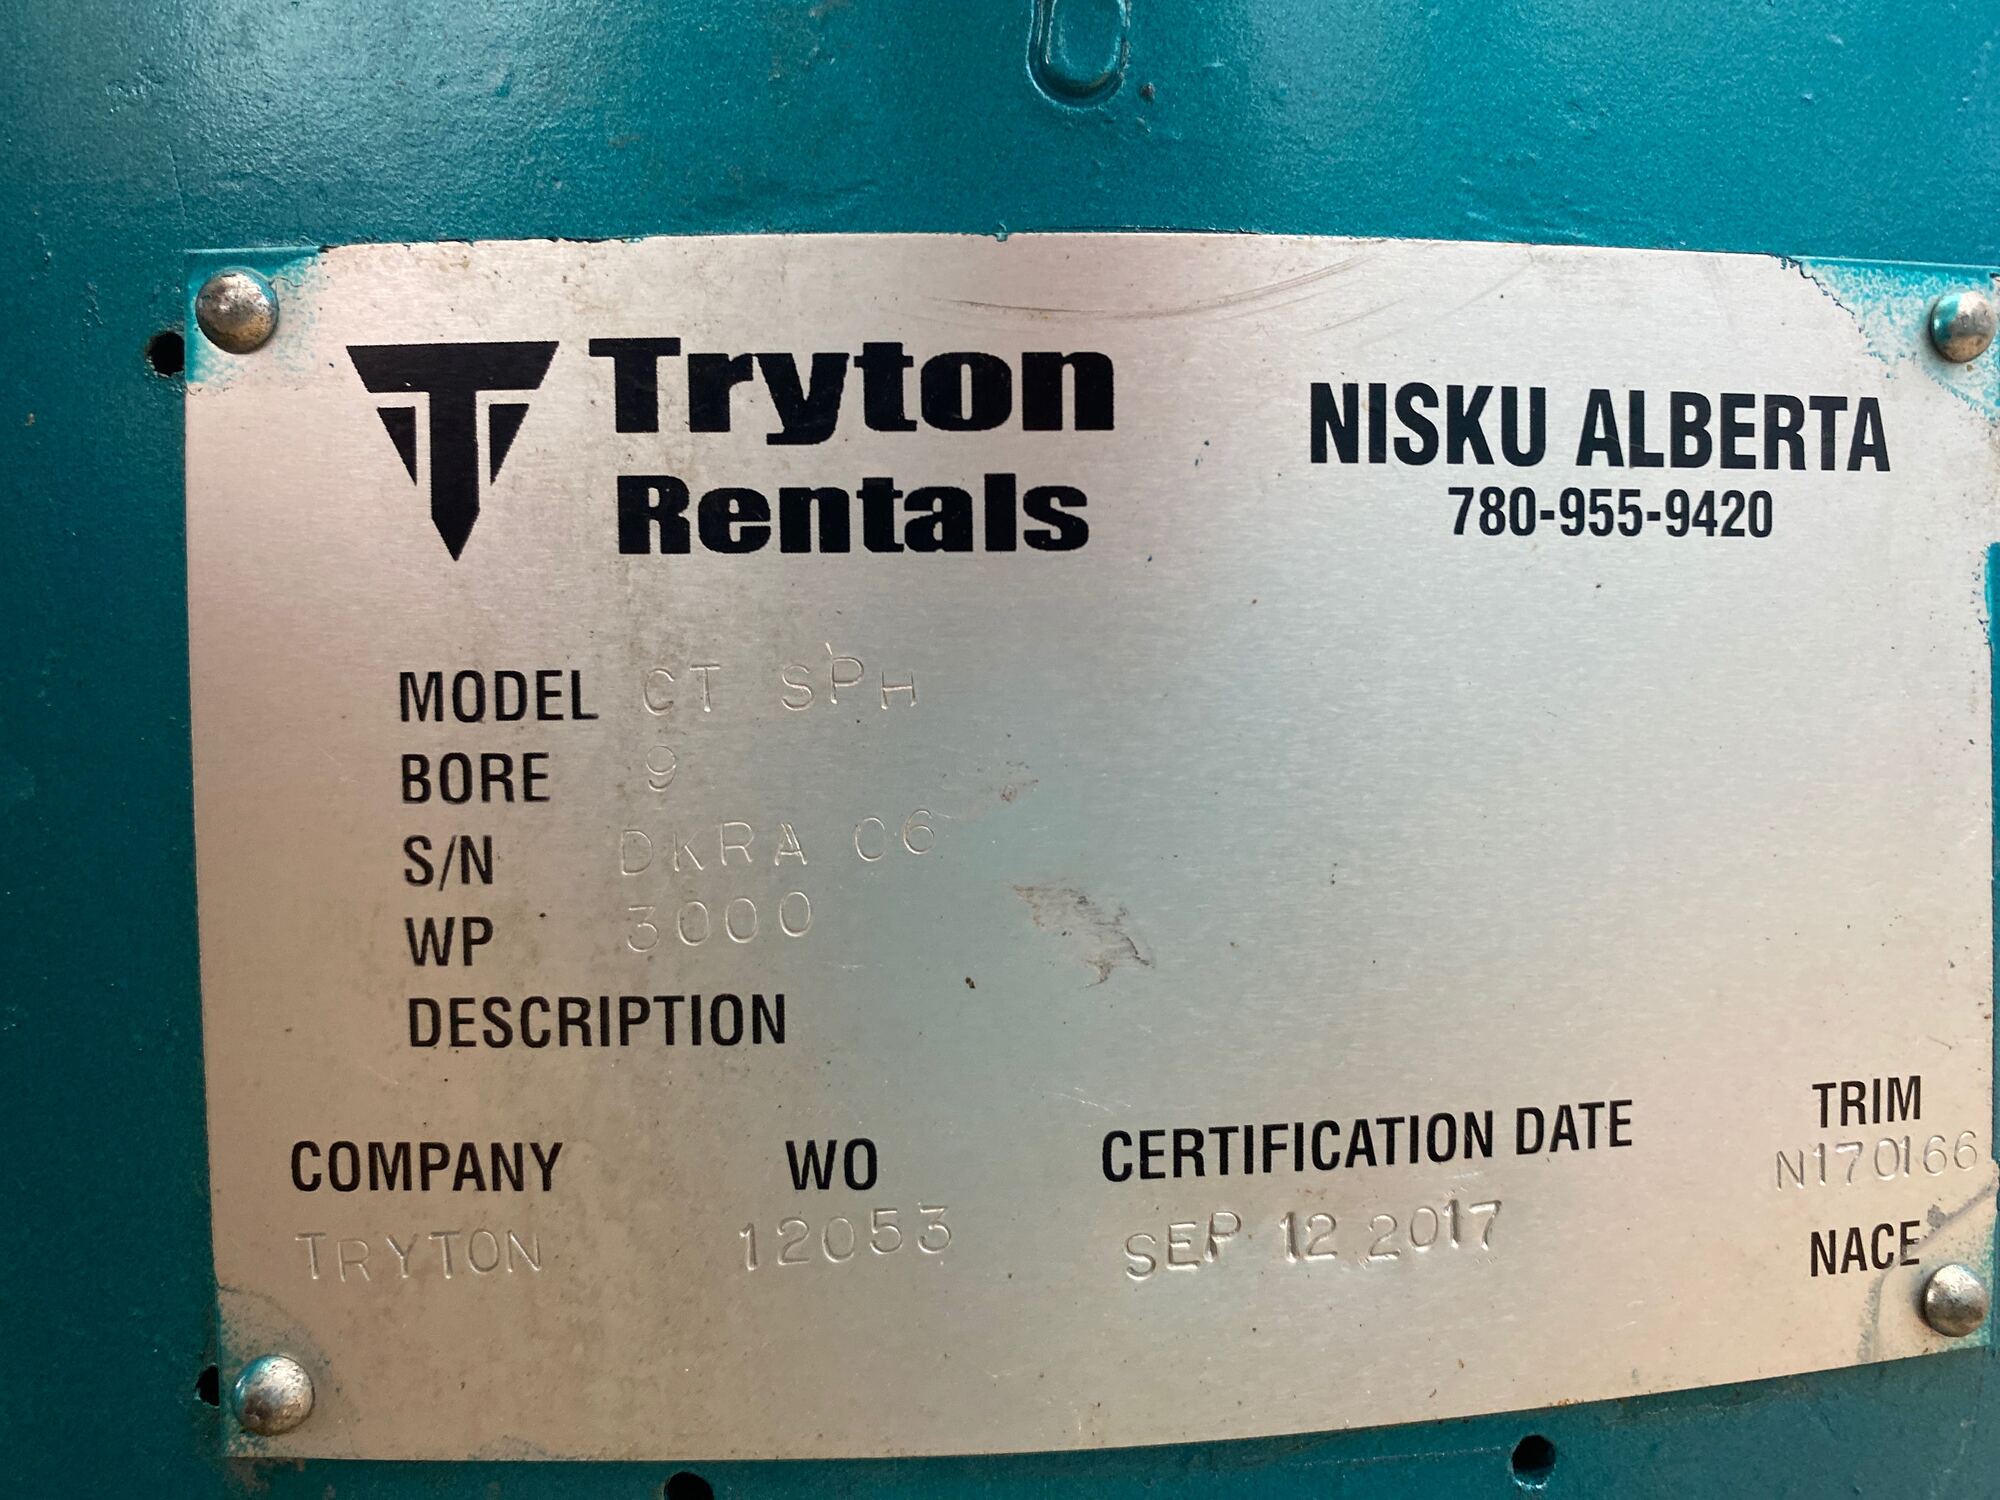 Tryton
Rentals
NISKU ALBERTA
780-955-9420
MODEL CT SPH
BORE 9
S/N DKRA 06
WP 3000
DESCRIPTION
COMPANY WO CERTIFICATION DATE TRIM
TRYTON 12053 SEP 12 2017 N170166
NACE